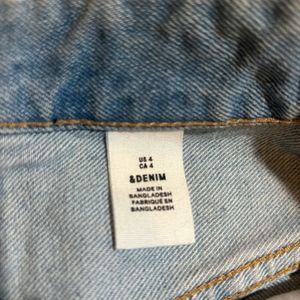 US 4
CA 4
&DENIM
MADE IN
BANGLADESH
FABRIQUÉ EN
BANGLADESH